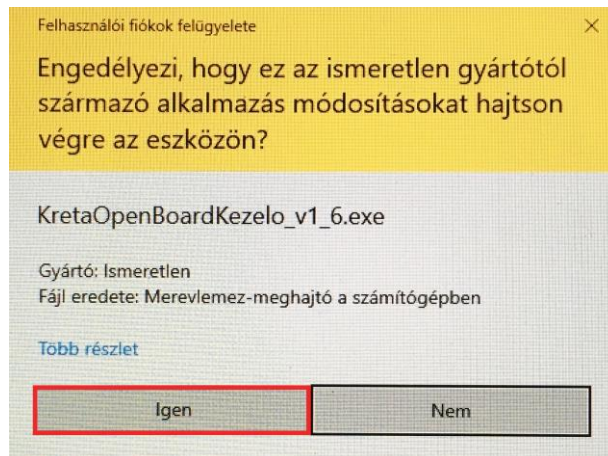 Felhasználói fiókok felügyelete
Engedélyezi, hogy ez az ismeretlen gyártótól
származó alkalmazás módosításokat hajtson
végre az eszközön?
KretaOpenBoardKezelo_v1_6.exe
Gyártó: Ismeretlen
Fájl eredete: Merevlemez-meghajtó a számítógépben
Több részlet
Igen
Nem